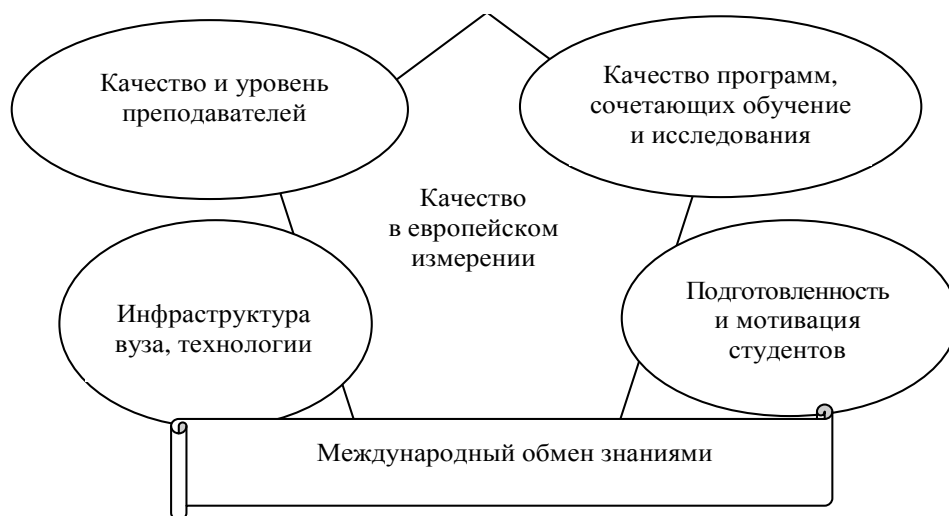 Качество и уровень
преподавателей
Качество программ,
сочетающих обучение
и исследования
Качество
в европейском
измерении
Инфраструктура
вуза, технологии
Подготовленность
и мотивация
студентов
Международный обмен знаниями